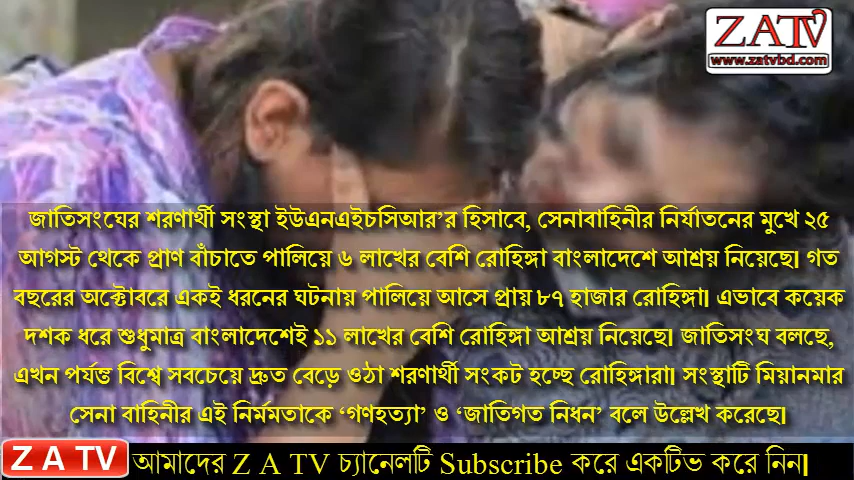 ZATV
www.zatvbd.com
জাতিসংঘের শরণার্থী সংস্থা ইউএনএইচসিআর’র হিসাবে, সেনাবাহিনীর নির্যাতনের মুখে ২৫
আগস্ট থেকে প্রাণ বাঁচাতে পালিয়ে ৬ লাখের বেশি রোহিঙ্গা বাংলাদেশে আশ্রয় নিয়েছে। গত
বছরের অক্টোবরে একই ধরনের ঘটনায় পালিয়ে আসে প্রায় ৮৭ হাজার রোহিঙ্গা। এভাবে কয়েক
দশক ধরে শুধুমাত্র বাংলাদেশেই ১১ লাখের বেশি রোহিঙ্গা আশ্রয় নিয়েছে। জাতিসংঘ বলছে,
এখন পর্যন্ত বিশ্বে সবচেয়ে দ্রুত বেড়ে ওঠা শরণার্থী সংকট হচ্ছে রোহিঙ্গারা। সংস্থাটি মিয়ানমার
সেনা বাহিনীর এই নির্মমতাকে ‘গণহত্যা’ ও ‘জাতিগত নিধন’ বলে উল্লেখ করেছে।
Z A TV আমাদের Z A TV চ্যানেলটি Subscribe করে একটিভ করে নিন।